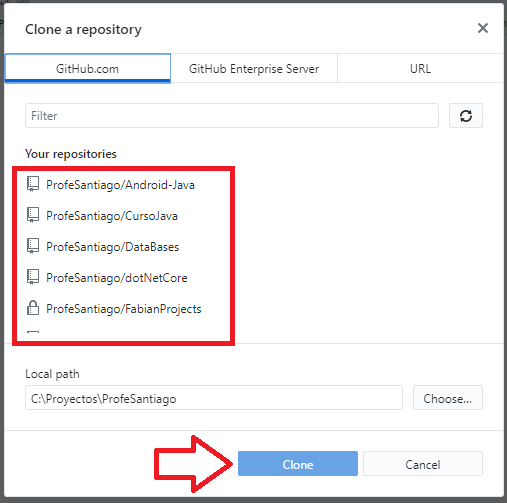 Clone a repository
GitHub.com GitHub Enterprise Server URL
Filter
Your repositories
ProfeSantiago/Android-Java
ProfeSantiago/CursoJava
ProfeSantiago/DataBases
ProfeSantiago/dotNetCore
ProfeSantiago/FabianProjects
Local path
C:\Proyectos\ProfeSantiago Choose...
Clone Cancel